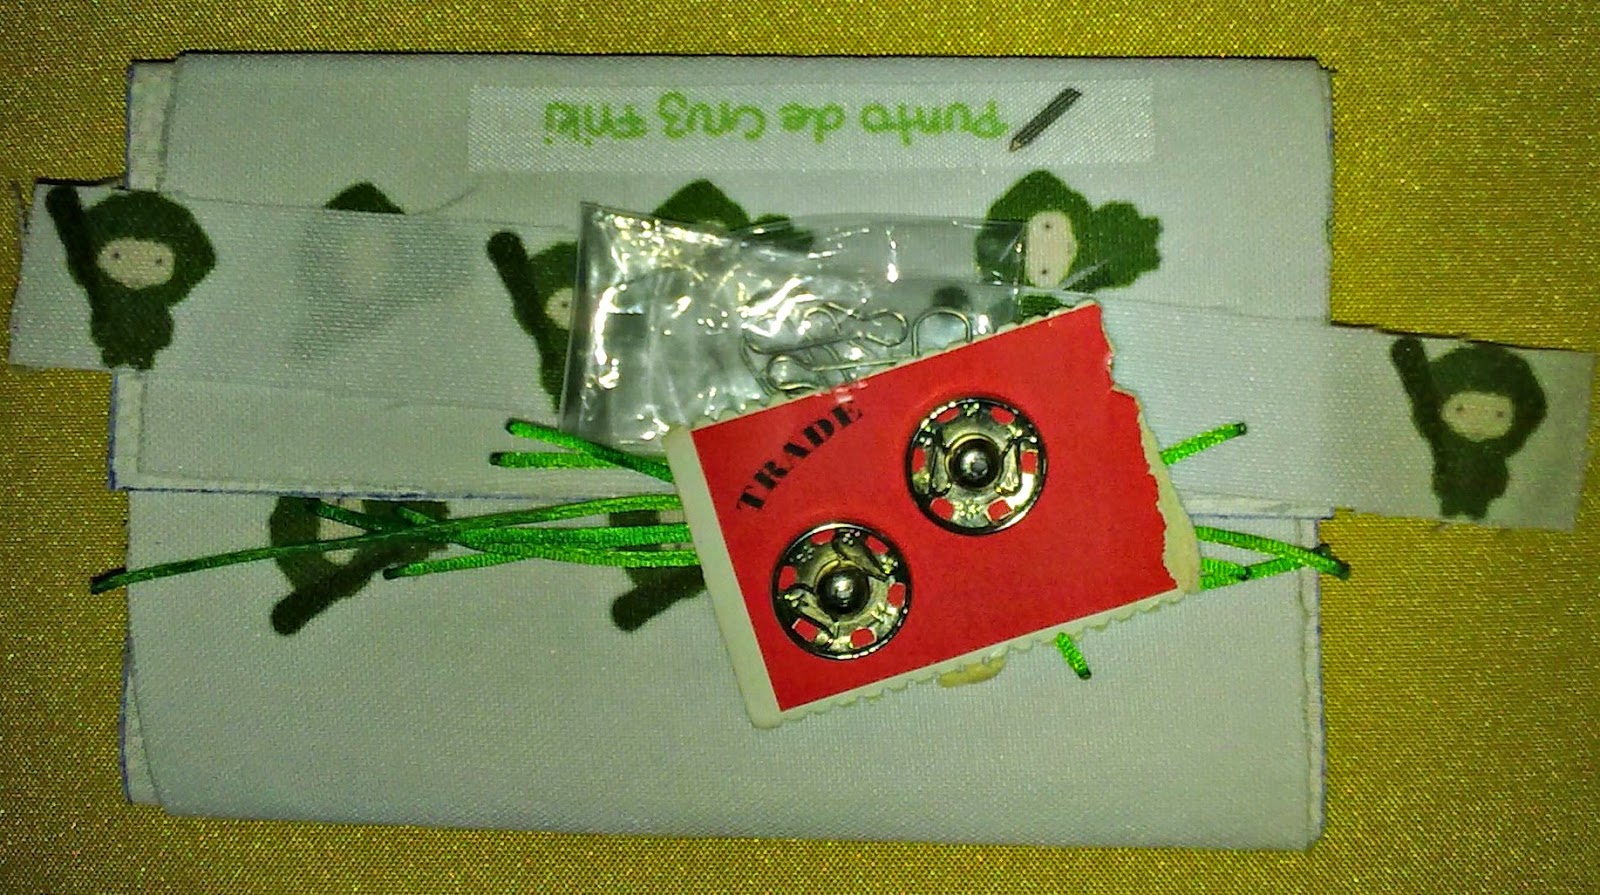 Punto de Cruz Friki
TRADE